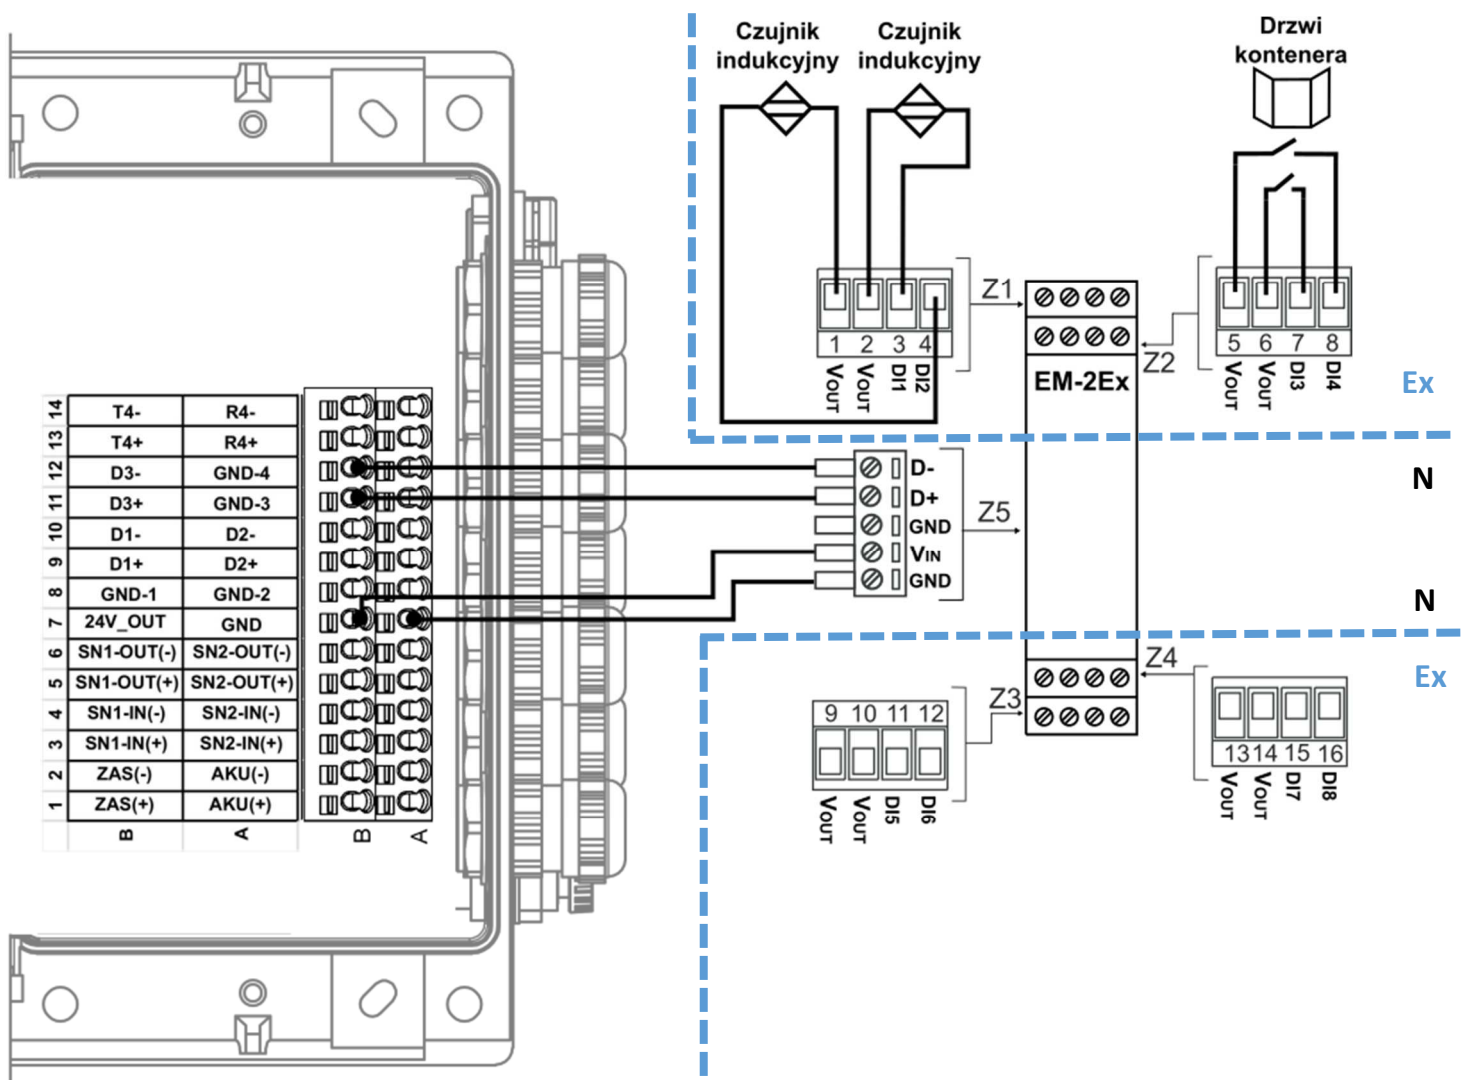 Czujnik
indukcyjny
Czujnik
indukcyjny
Drzwi
kontenera
Z1
1 2 3 4
VOUT VOUT DI1 DI2
Z2
5 6 7 8
VOUT VOUT DI3 DI4
EM-2Ex
Ex
14 T4- R4-
13 T4+ R4+
12 D3- GND-4
11 D3+ GND-3
10 D1- D2-
9 D1+ D2+
8 GND-1 GND-2
7 24V_OUT GND
6 SN1-OUT(-) SN2-OUT(-)
5 SN1-OUT(+) SN2-OUT(+)
4 SN1-IN(-) SN2-IN(-)
3 SN1-IN(+) SN2-IN(+)
2 ZAS(-) AKU(-)
1 ZAS(+) AKU(+)
B A B A
D-
D+
GND
VIN
GND
Z5
N
N
Z3
9 10 11 12
VOUT VOUT DI5 DI6
Z4
Ex
13 14 15 16
VOUT VOUT DI7 DI8